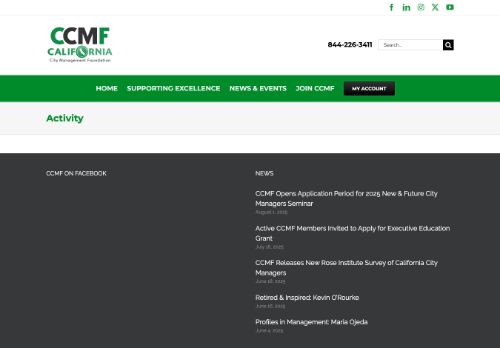 CCMF
CALIFORNIA
City Management Foundation
844-226-3411
Search...
HOME
SUPPORTING EXCELLENCE
NEWS & EVENTS
JOIN CCMF
MY ACCOUNT
Activity
CCMF ON FACEBOOK
NEWS
CCMF Opens Application Period for 2025 New & Future City
Managers Seminar
August 1, 2025
Active CCMF Members Invited to Apply for Executive Education
Grant
July 18, 2025
CCMF Releases New Rose Institute Survey of California City
Managers
June 18, 2025
Retired & Inspired: Kevin O'Rourke
June 16, 2025
Profiles in Management: Maria Ojeda
June 4, 2025